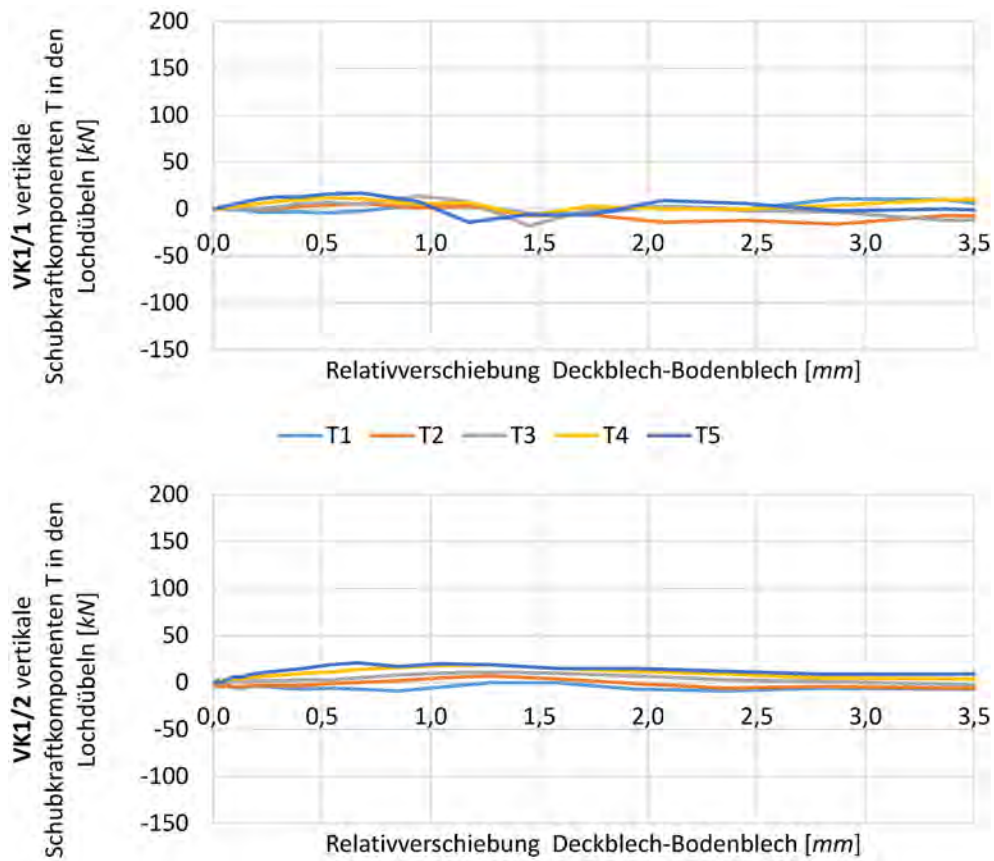 VK1/1 vertikale
Schubkraftkomponenten T in den
Lochdübeln [kN]
200
150
100
50
0
-50
-100
-150
0,0 0,5 1,0 1,5 2,0 2,5 3,0 3,5
Relativverschiebung Deckblech-Bodenblech [mm]
T1 T2 T3 T4 T5
VK1/2 vertikale
Schubkraftkomponenten T in den
Lochdübeln [kN]
200
150
100
50
0
-50
-100
-150
0,0 0,5 1,0 1,5 2,0 2,5 3,0 3,5
Relativverschiebung Deckblech-Bodenblech [mm]